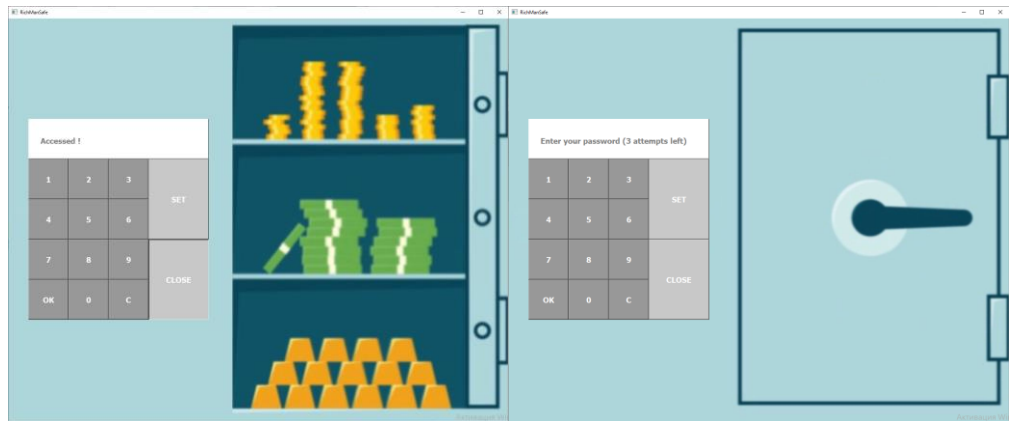 RichManSafe
Accessed !
1 2 3
SET
4 5 6
7 8 9
CLOSE
OK 0 C
RichManSafe
Enter your password (3 attempts left)
1 2 3
SET
4 5 6
7 8 9
CLOSE
OK 0 C